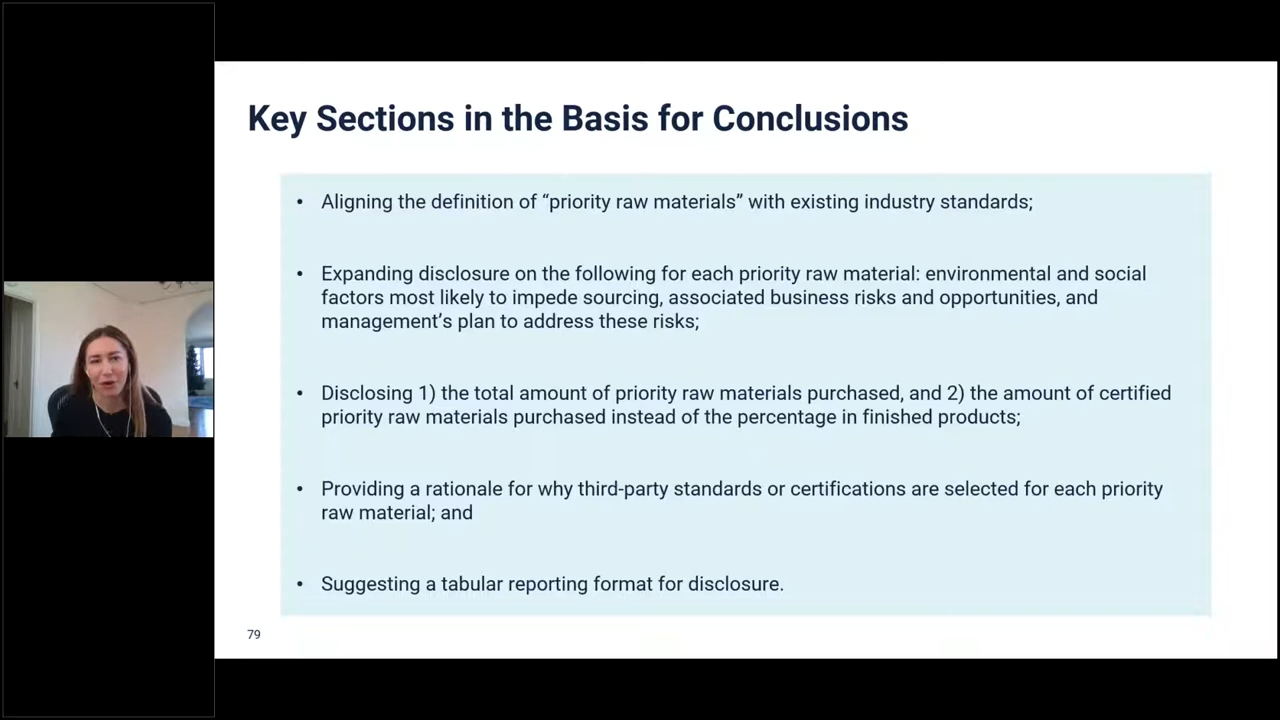 Key Sections in the Basis for Conclusions
• Aligning the definition of “priority raw materials” with existing industry standards;
• Expanding disclosure on the following for each priority raw material: environmental and social
factors most likely to impede sourcing, associated business risks and opportunities, and
management’s plan to address these risks;
• Disclosing 1) the total amount of priority raw materials purchased, and 2) the amount of certified
priority raw materials purchased instead of the percentage in finished products;
• Providing a rationale for why third-party standards or certifications are selected for each priority
raw material; and
• Suggesting a tabular reporting format for disclosure.
79